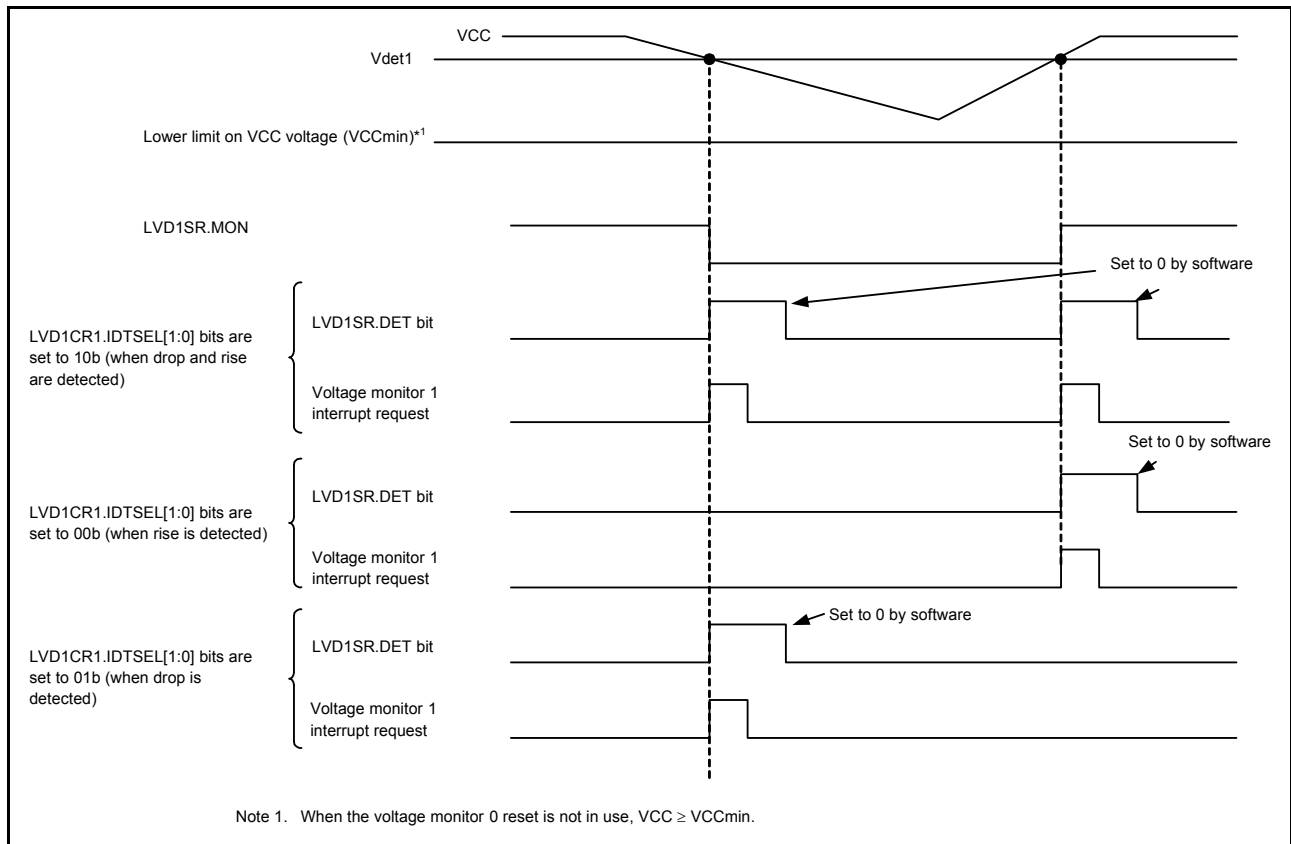 VCC
Vdet1
Lower limit on VCC voltage (VCCmin)*1
LVD1SR.MON
Set to 0 by software
LVD1CR1.IDTSEL[1:0] bits are
set to 10b (when drop and rise
are detected)
LVD1SR.DET bit
Voltage monitor 1
interrupt request
Set to 0 by software
LVD1CR1.IDTSEL[1:0] bits are
set to 00b (when rise is detected)
LVD1SR.DET bit
Voltage monitor 1
interrupt request
Set to 0 by software
LVD1CR1.IDTSEL[1:0] bits are
set to 01b (when drop is
detected)
LVD1SR.DET bit
Voltage monitor 1
interrupt request
Note 1. When the voltage monitor 0 reset is not in use, VCC ≥ VCCmin.